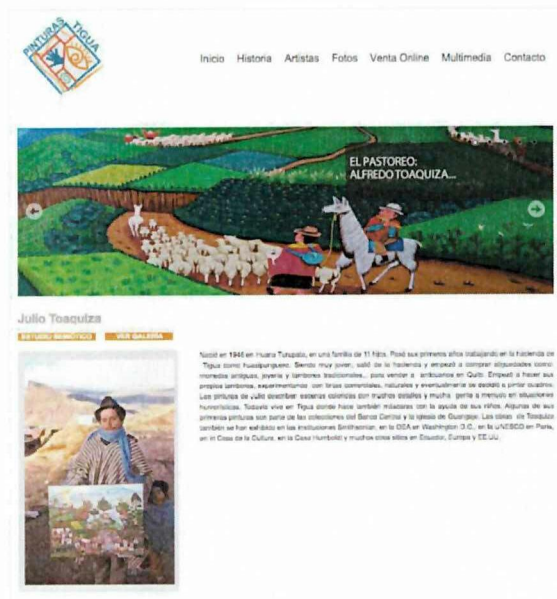 PINTURAS TIGUA
Inicio Historia Artistas Fotos Venta Online Multimedia Contacto
EL PASTOREO:
ALFREDO TOAQUIZA...
Julio Toaquiza
ESTUDIO SEMIÓTICO VER GALERÍA
Nació en 1946 en Huana Turupata, en una familia de 11 hijos. Pasó sus primeros años trabajando en la hacienda de
Tigua como huasipunguero. Siendo muy joven, salió de la hacienda y empezó a comprar antiguedades como:
monedas antiguas, joyería y tambores tradicionales... para vender a anticuarios en Quito. Empezó a hacer sus
propios tambores, experimentando con tintas comerciales, naturales y eventualmente se decidió a pintar cuadros.
Las pinturas de Julio describen escenas coloridas con muchos detalles y mucha gente a menudo en situaciones
humorísticas. Todavía vive en Tigua donde hace también máscaras con la ayuda de sus niños. Algunas de sus
primeras pinturas son parte de las colecciones del Banco Central y la iglesia de Guangaje. Las obras de Toaquiza
también se han exhibido en las instituciones Smithsonian, en la OEA en Washington D.C., en la UNESCO en París,
en la Casa de la Cultura, en la Casa Humboldt y muchos otros sitios en Ecuador, Europa y EE.UU.